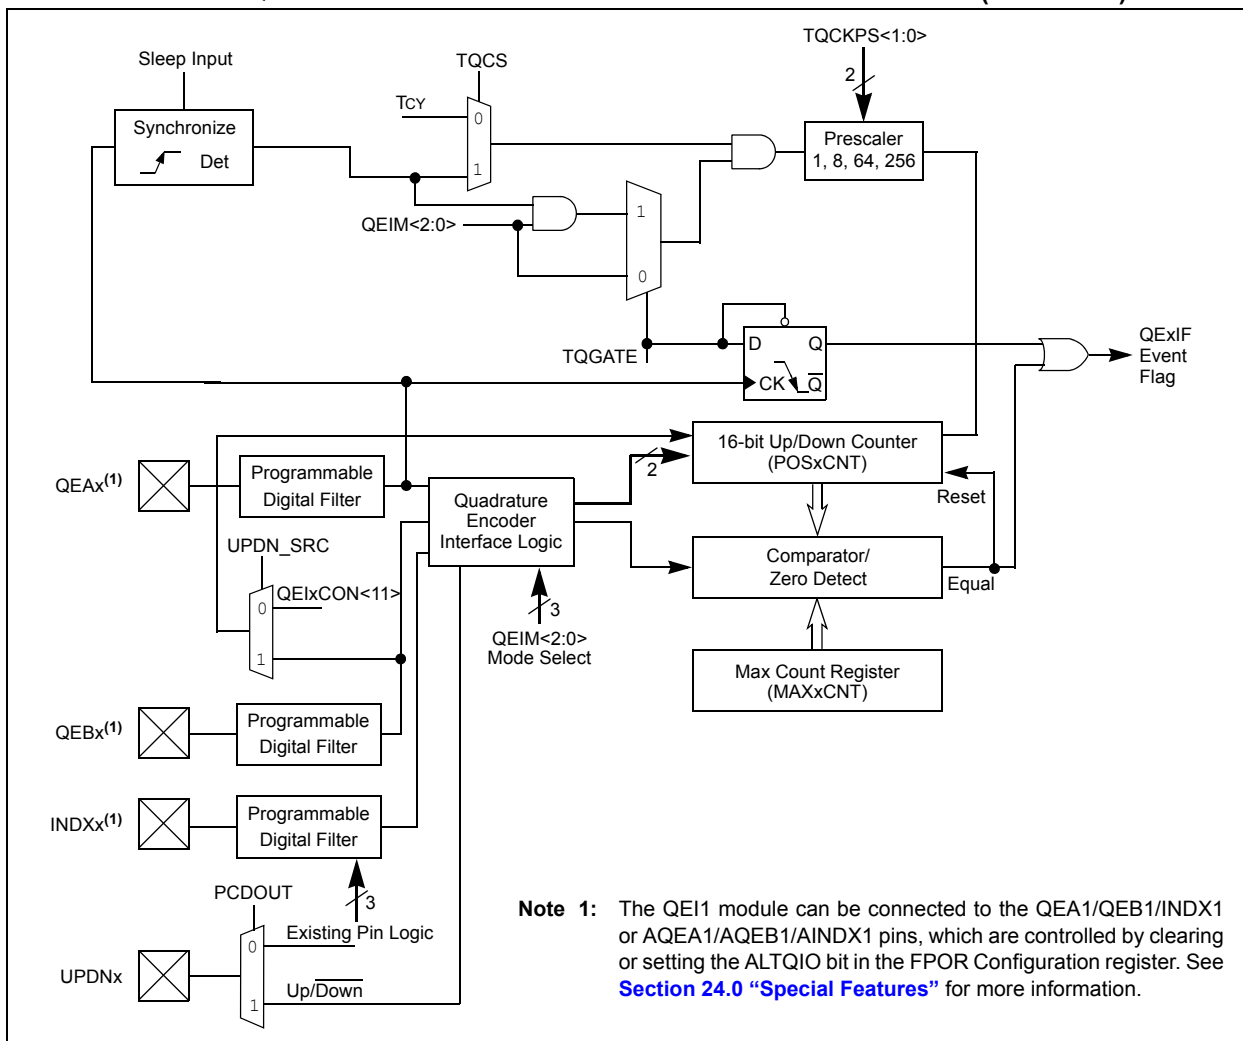 TQCKPS<1:0>
Sleep Input
TQCS
2
TCY
0
Synchronize
Det
1
Prescaler
1, 8, 64, 256
1
QEIM<2:0>
0
D
Q
TQGATE
CK
Q
QExIF
Event
Flag
16-bit Up/Down Counter
(POSxCNT)
2
QEAx(1)
Programmable
Digital Filter
Quadrature
Encoder
Interface Logic
Reset
UPDN_SRC
Comparator/
Zero Detect
Equal
0
QEIxCON<11>
3
QEIM<2:0>
Mode Select
1
Max Count Register
(MAXxCNT)
QEBx(1)
Programmable
Digital Filter
INDXx(1)
Programmable
Digital Filter
PCDOUT
3
0
Existing Pin Logic
UPDNx
Up/Down
1
Note 1: The QEI1 module can be connected to the QEA1/QEB1/INDX1
or AQEA1/AQEB1/AINDX1 pins, which are controlled by clearing
or setting the ALTQIO bit in the FPOR Configuration register. See
Section 24.0 “Special Features” for more information.